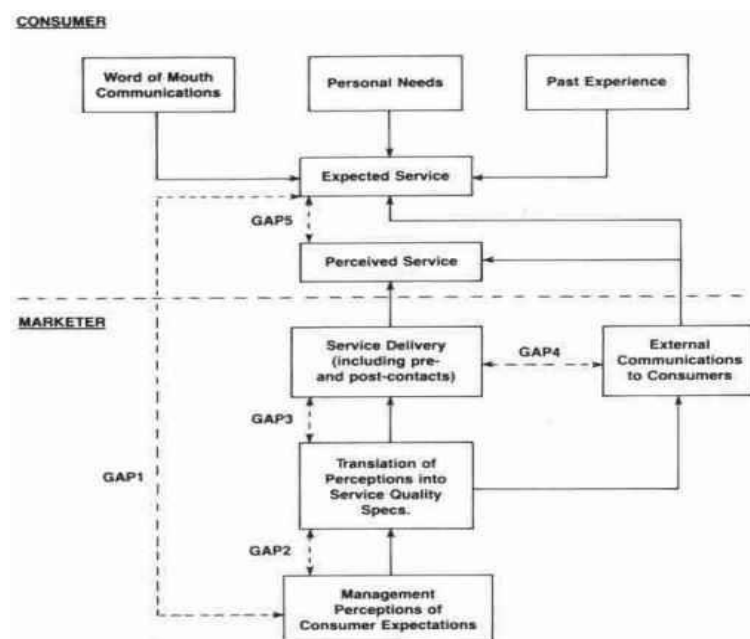 CONSUMER
Word of Mouth
Communications
Personal Needs
Past Experience
Expected Service
GAP5
Perceived Service
MARKETER
Service Delivery
(including pre-
and post-contacts)
GAP4
External
Communications
to Consumers
GAP3
Translation of
Perceptions into
Service Quality
Specs.
GAP1
GAP2
Management
Perceptions of
Consumer Expectations